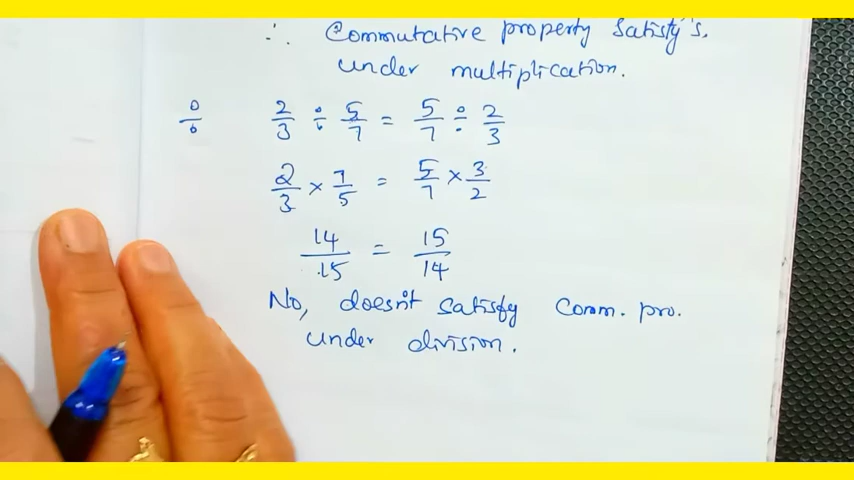 ∴ Commutative property satisty's.
under multiplication.
÷ 2/3 ÷ 5/7 = 5/7 ÷ 2/3
2/3 × 7/5 = 5/7 × 3/2
14/15 = 15/14
No, doesn't satisfy Comm. pro.
under division.